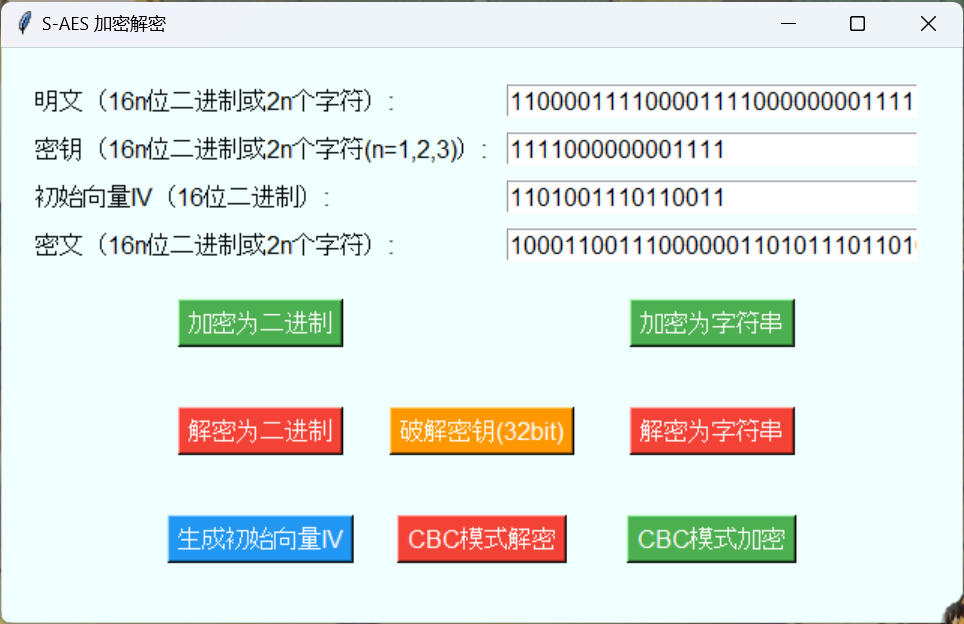 S-AES 加密解密
明文（16n位二进制或2n个字符）: 11000011110000111100000000​1111
密钥（16n位二进制或2n个字符(n=1,2,3)）: 1111000000001111
初始向量IV（16位二进制）: 1101001110110011
密文（16n位二进制或2n个字符）: 100011001110000001101011101101
加密为二进制 加密为字符串
解密为二进制 破解密钥(32bit) 解密为字符串
生成初始向量IV CBC模式解密 CBC模式加密